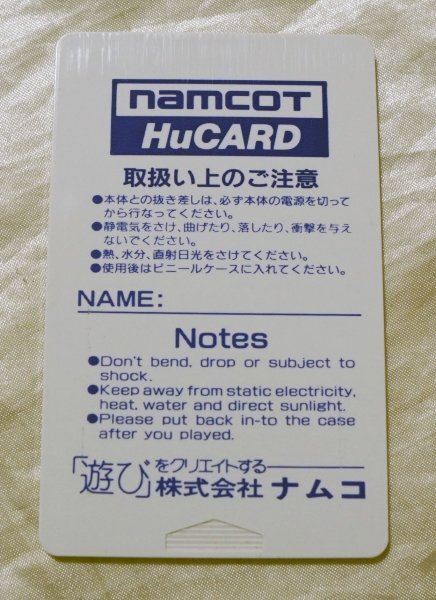 namcot
HuCARD
取扱い上のご注意
●本体との抜き差しは、必ず本体の電源を切って
から行なってください。
●静電気をさけ、曲げたり、落したり、衝撃を与え
ないでください。
●熱、水分、直射日光をさけてください。
●使用後はビニールケースに入れてください。
NAME:
Notes
●Don't bend, drop or subject to
shock.
●Keep away from static electricity,
heat, water and direct sunlight.
●Please put back in-to the case
after you played.
「遊び」をクリエイトする
株式会社 ナムコ